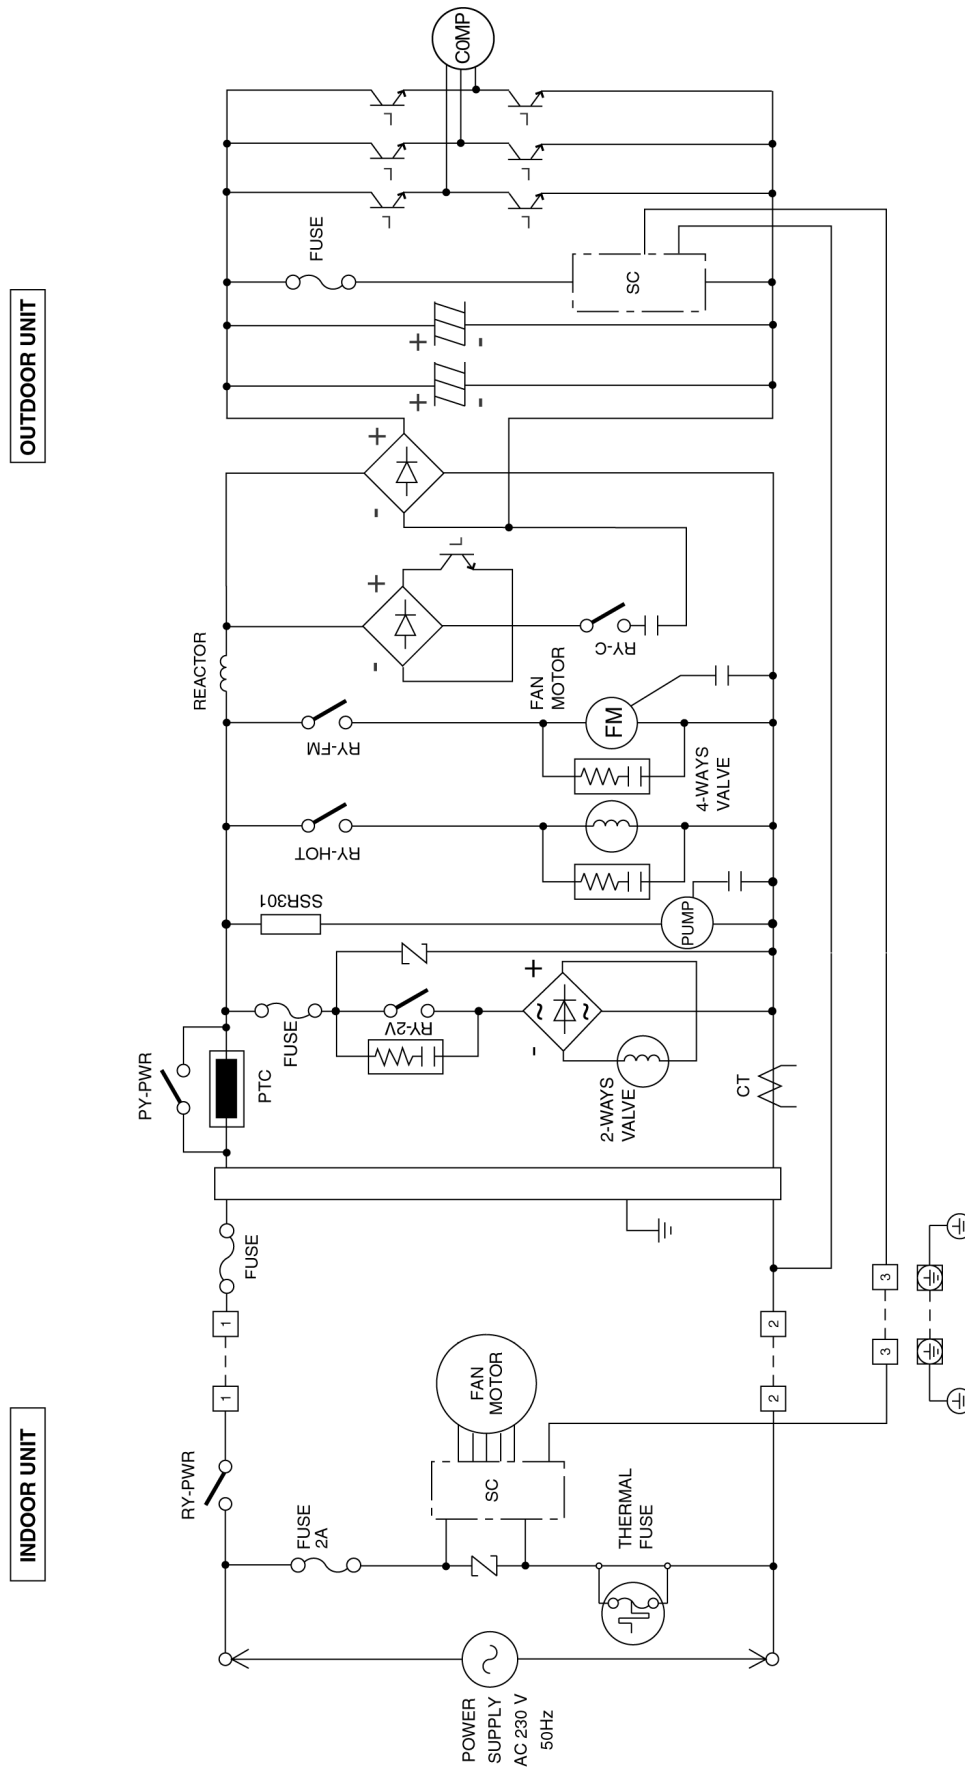 INDOOR UNIT
OUTDOOR UNIT
POWER
SUPPLY
AC 230 V
50Hz
FUSE
2A
RY-PWR
THERMAL
FUSE
SC
FAN
MOTOR
1
1
2
2
3
3
FUSE
PY-PWR
PTC
CT
FUSE
RY-2V
2-WAYS
VALVE
SSR301
PUMP
RY-HOT
4-WAYS
VALVE
RY-FM
FAN
MOTOR
FM
REACTOR
RY-C
FUSE
SC
COMP